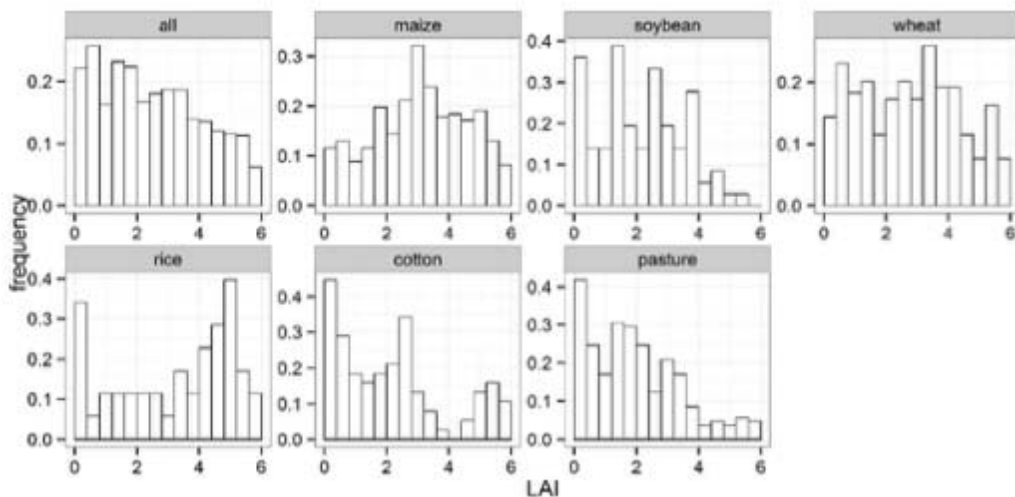 all maize soybean wheat
0.2 0.3 0.4 0.2
0.3
0.2
0.2
0.1 0.1 0.1
0.1
0.0 0.0 0.0 0.0
0 2 4 6 0 2 4 6 0 2 4 6 0 2 4 6
frequency
rice cotton pasture
0.4 0.4 0.4
0.3 0.3 0.3
0.2 0.2 0.2
0.1 0.1 0.1
0.0 0.0 0.0
0 2 4 6 0 2 4 6 0 2 4 6
LAI